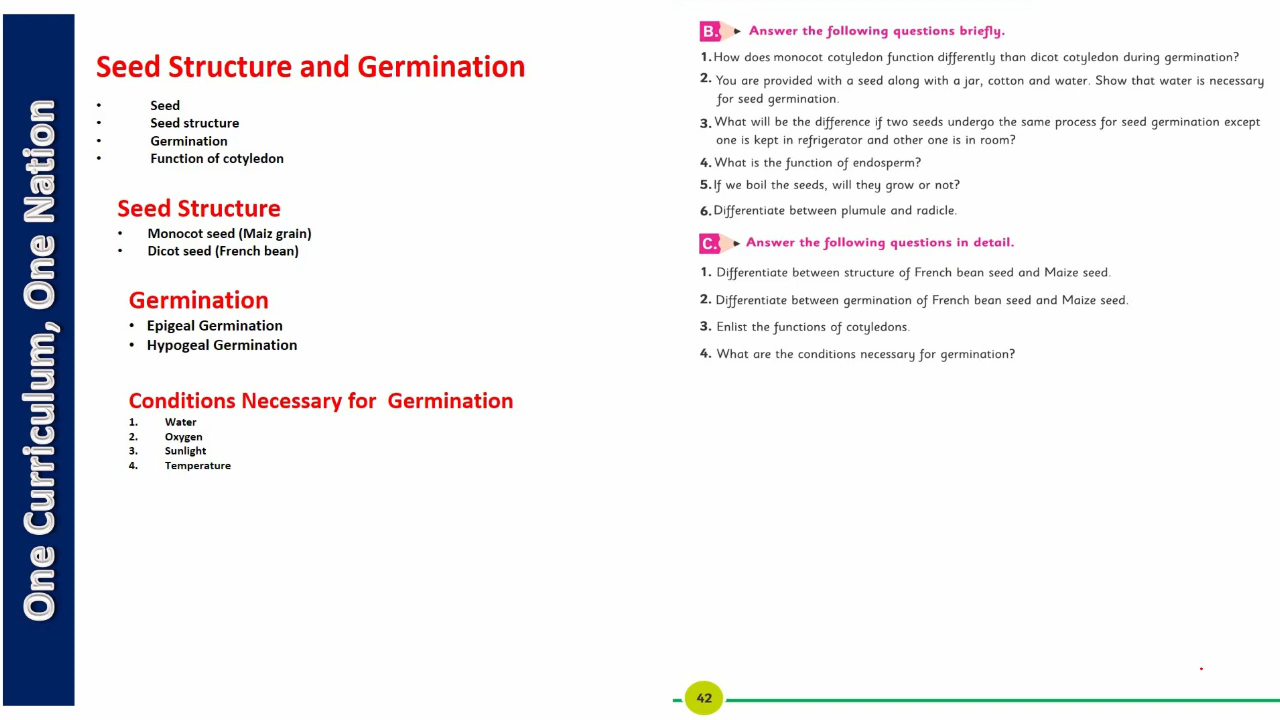 One Curriculum, One Nation
Seed Structure and Germination
• Seed
• Seed structure
• Germination
• Function of cotyledon
Seed Structure
• Monocot seed (Maiz grain)
• Dicot seed (French bean)
Germination
• Epigeal Germination
• Hypogeal Germination
Conditions Necessary for Germination
1. Water
2. Oxygen
3. Sunlight
4. Temperature
B. Answer the following questions briefly.
1. How does monocot cotyledon function differently than dicot cotyledon during germination?
2. You are provided with a seed along with a jar, cotton and water. Show that water is necessary
for seed germination.
3. What will be the difference if two seeds undergo the same process for seed germination except
one is kept in refrigerator and other one is in room?
4. What is the function of endosperm?
5. If we boil the seeds, will they grow or not?
6. Differentiate between plumule and radicle.
C. Answer the following questions in detail.
1. Differentiate between structure of French bean seed and Maize seed.
2. Differentiate between germination of French bean seed and Maize seed.
3. Enlist the functions of cotyledons.
4. What are the conditions necessary for germination?
42